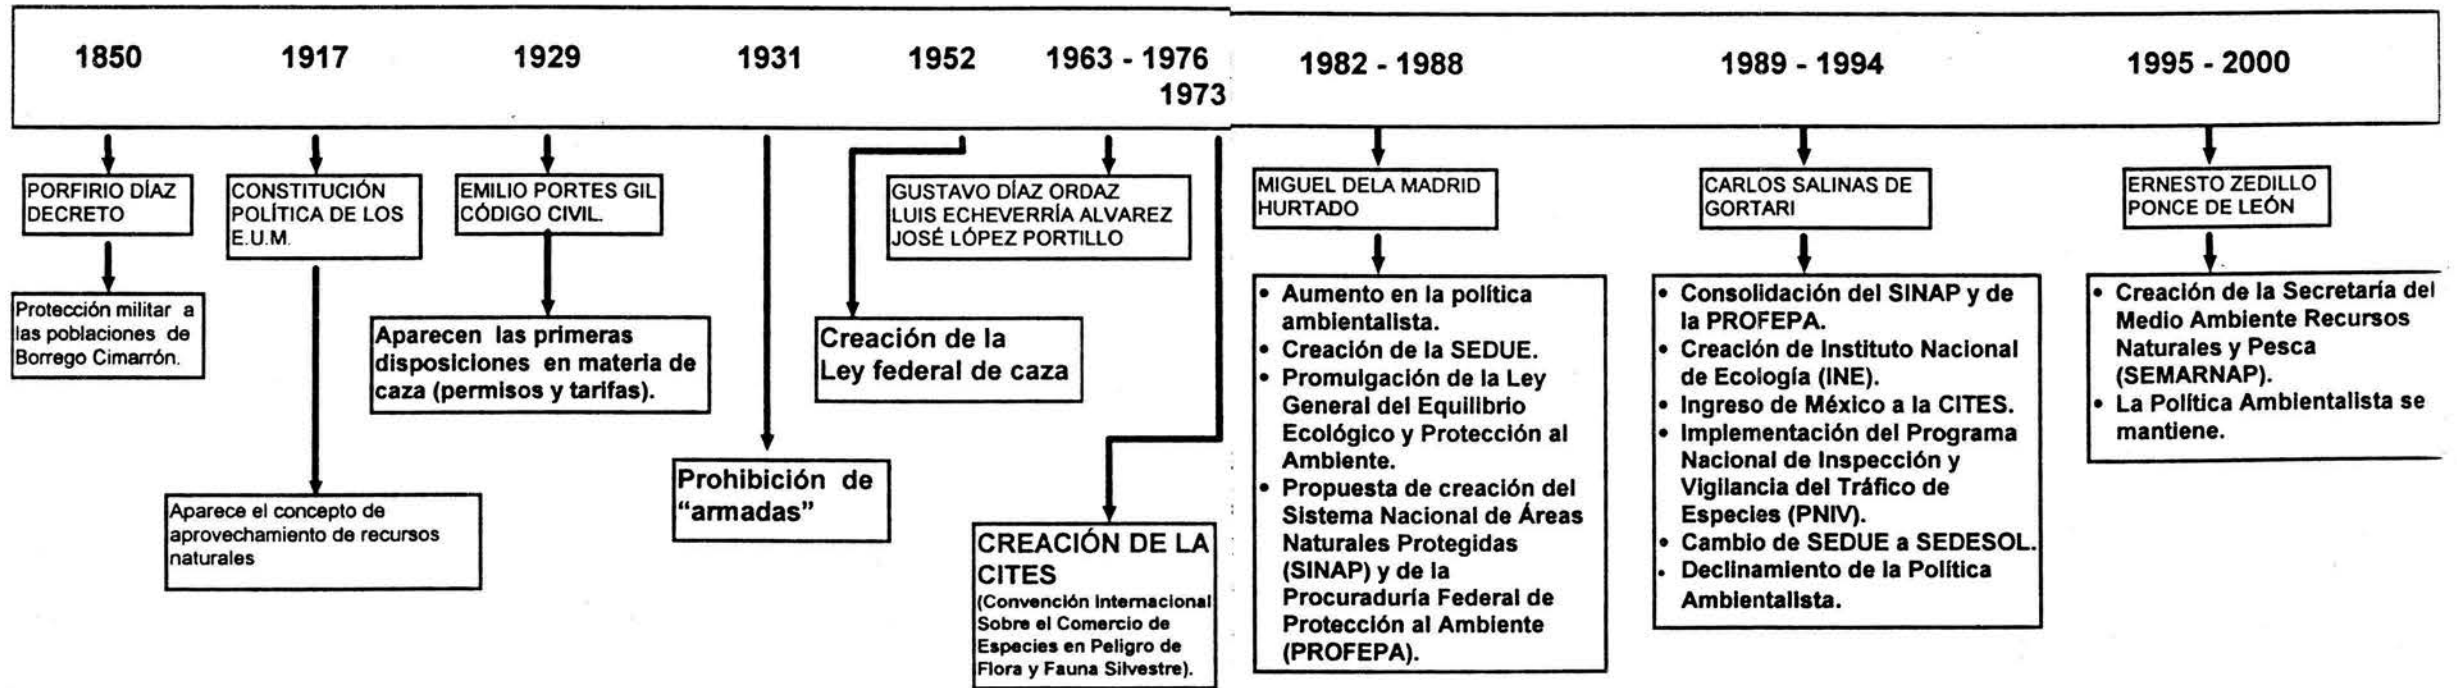 1850
1917
1929
1931
1952
1963 - 1976
1973
1982 - 1988
1989 - 1994
1995 - 2000
PORFIRIO DÍAZ
DECRETO
Protección militar a
las poblaciones de
Borrego Cimarrón.
CONSTITUCIÓN
POLÍTICA DE LOS
E.U.M.
Aparece el concepto de
aprovechamiento de recursos
naturales
EMILIO PORTES GIL
CÓDIGO CIVIL.
Aparecen las primeras
disposiciones en materia de
caza (permisos y tarifas).
Prohibición de
“armadas”
Creación de la
Ley federal de caza
GUSTAVO DÍAZ ORDAZ
LUIS ECHEVERRÍA ALVAREZ
JOSÉ LÓPEZ PORTILLO
CREACIÓN DE LA
CITES
(Convención Internacional
Sobre el Comercio de
Especies en Peligro de
Flora y Fauna Silvestre).
MIGUEL DELA MADRID
HURTADO
• Aumento en la política
ambientalista.
• Creación de la SEDUE.
• Promulgación de la Ley
General del Equilibrio
Ecológico y Protección al
Ambiente.
• Propuesta de creación del
Sistema Nacional de Áreas
Naturales Protegidas
(SINAP) y de la
Procuraduría Federal de
Protección al Ambiente
(PROFEPA).
CARLOS SALINAS DE
GORTARI
• Consolidación del SINAP y de
la PROFEPA.
• Creación de Instituto Nacional
de Ecología (INE).
• Ingreso de México a la CITES.
• Implementación del Programa
Nacional de Inspección y
Vigilancia del Tráfico de
Especies (PNIV).
• Cambio de SEDUE a SEDESOL.
• Declinamiento de la Política
Ambientalista.
ERNESTO ZEDILLO
PONCE DE LEÓN
• Creación de la Secretaría del
Medio Ambiente Recursos
Naturales y Pesca
(SEMARNAP).
• La Política Ambientalista se
mantiene.